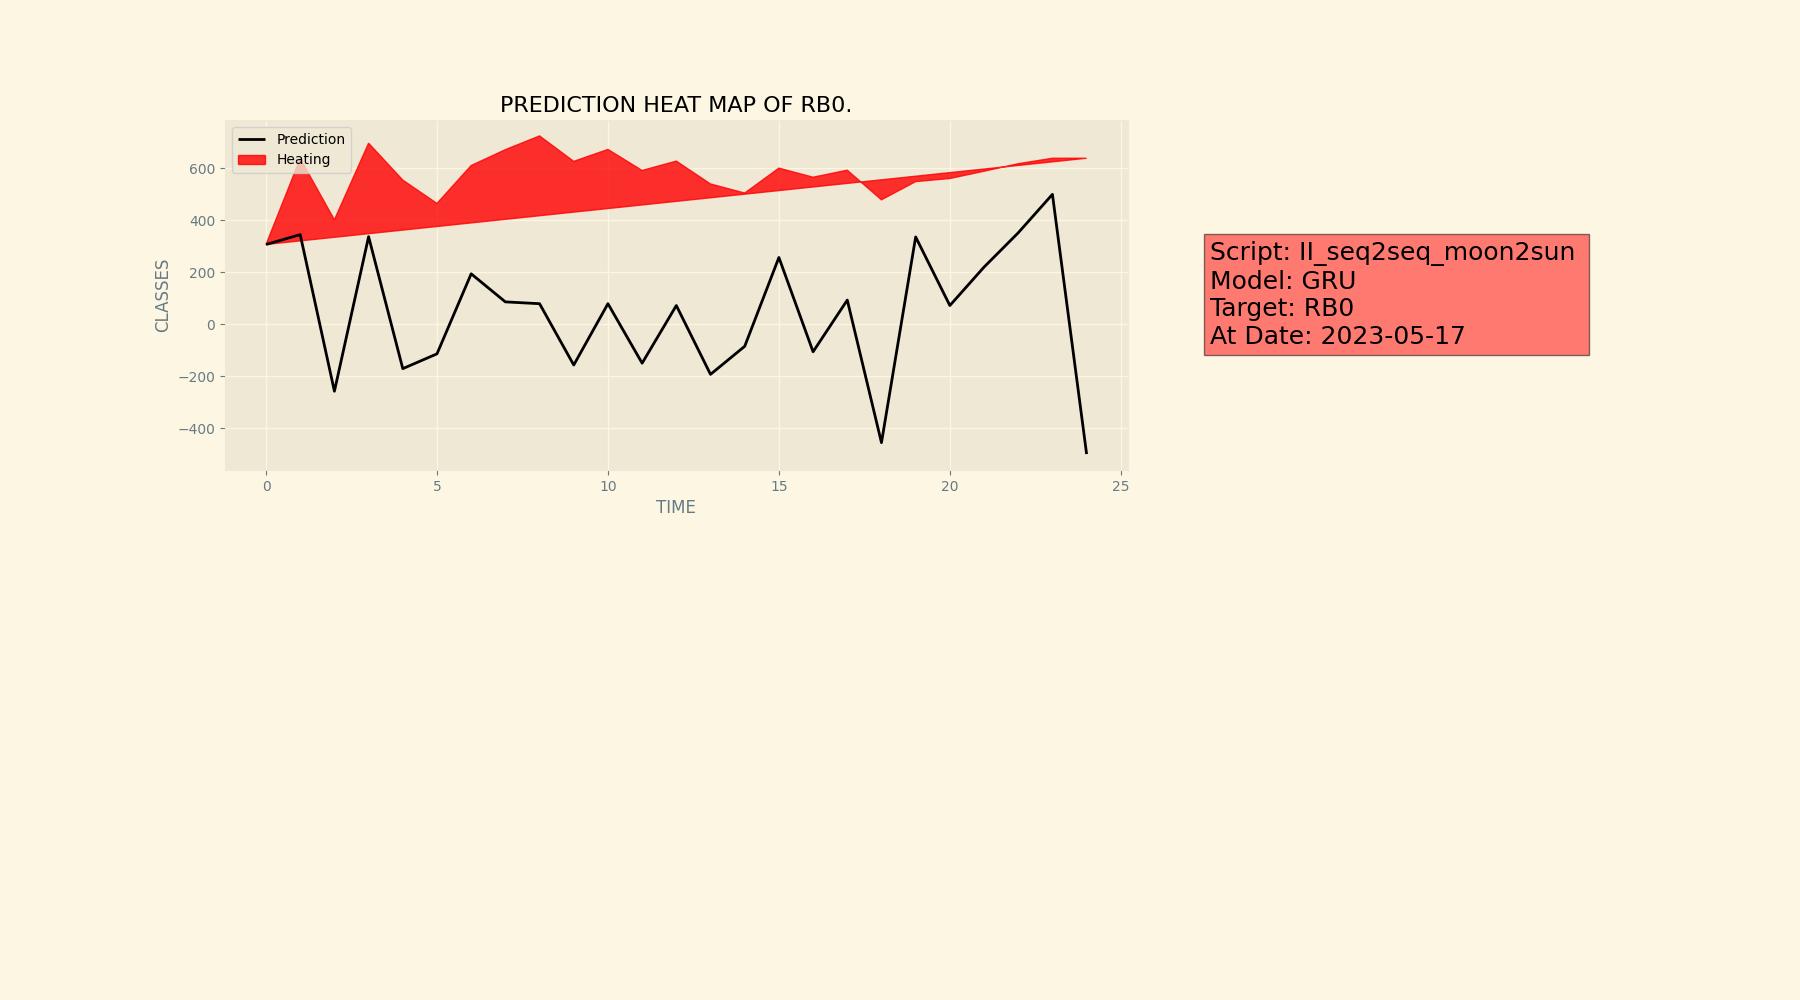 PREDICTION HEAT MAP OF RB0.
Prediction
Heating
600
400
200
0
−200
−400
CLASSES
0 5 10 15 20 25
TIME
Script: II_seq2seq_moon2sun
Model: GRU
Target: RB0
At Date: 2023-05-17